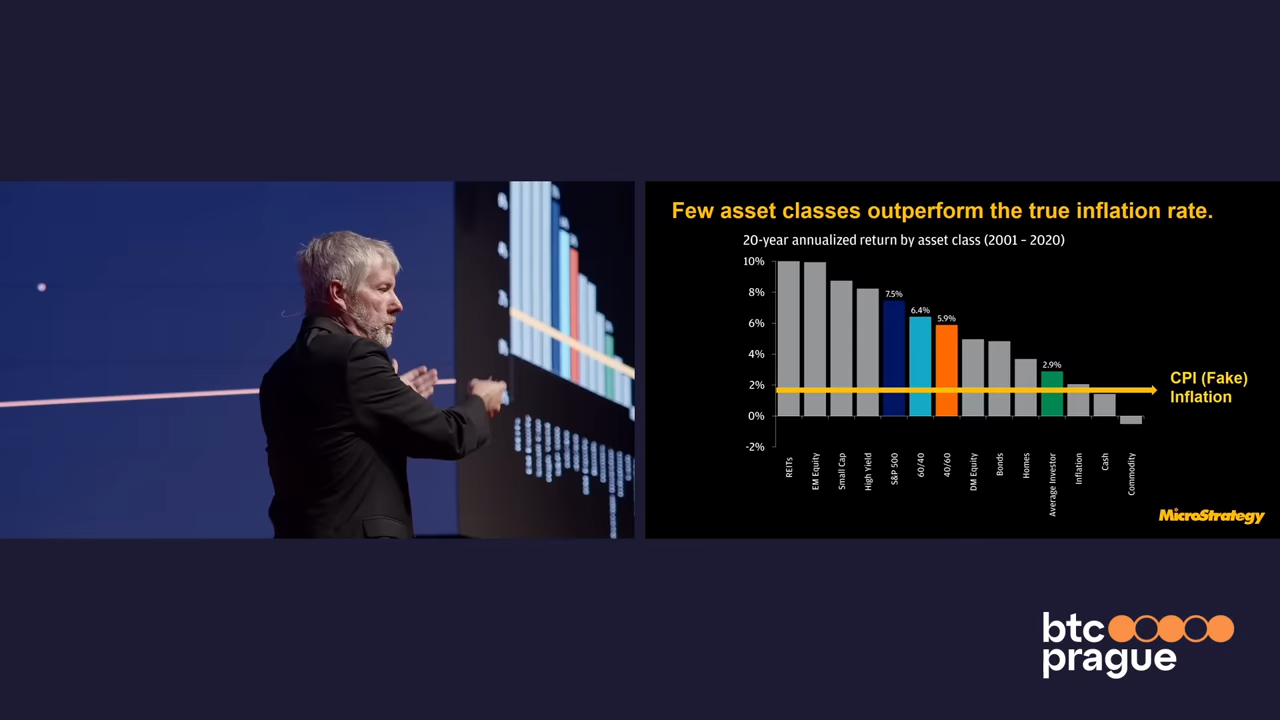 Few asset classes outperform the true inflation rate.
20-year annualized return by asset class (2001 - 2020)
10%
8%
6%
4%
2%
0%
-2%
7.5%
6.4%
5.9%
2.9%
CPI (Fake)
Inflation
REITs
EM Equity
Small Cap
High Yield
S&P 500
60/40
40/60
DM Equity
Bonds
Homes
Average Investor
Inflation
Cash
Commodity
MicroStrategy
btc
prague